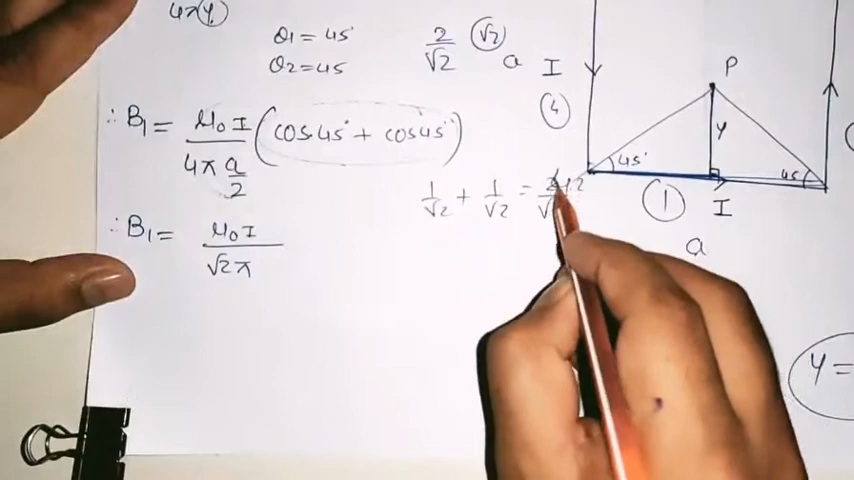 4π(y)
θ1 = 45°
θ2 = 45
2/√2 (√2)
a I
(4)
P
y
45°
45
(1) I
a
∴ B1 = μ0 I / 4π a/2 (cos45° + cos45°)
1/√2 + 1/√2 =
∴ B1 = μ0 I / √2 π
y =